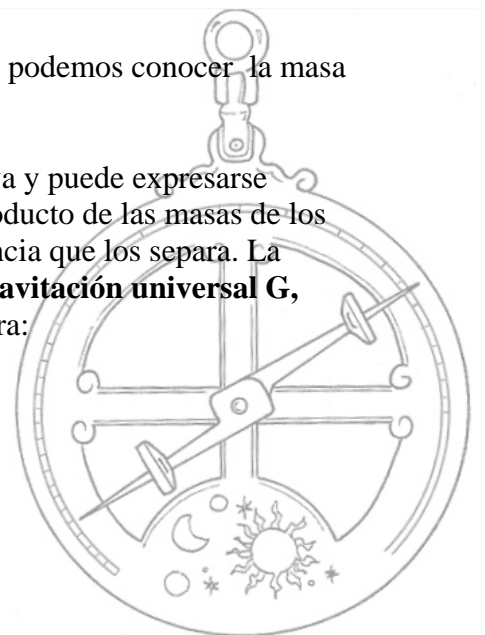 podemos conocer la masa
va y puede expresarse
oducto de las masas de los
ncia que los separa. La
avitación universal G,
ra: